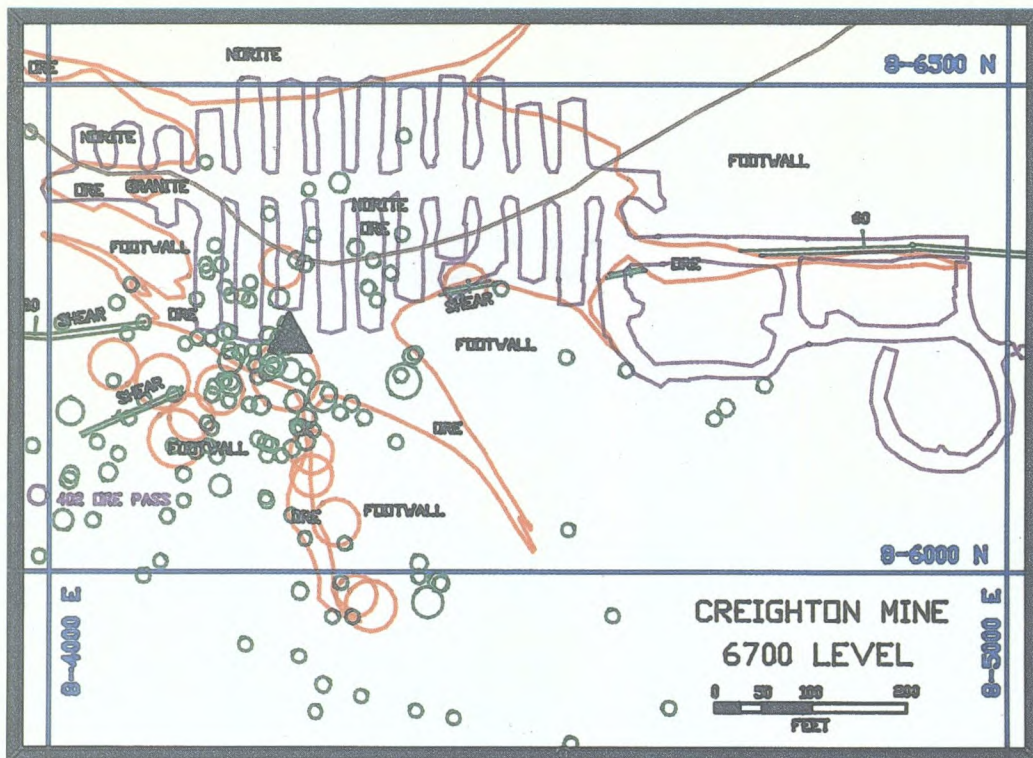 NORITE
ORE
8-6500 N
NORITE
FOOTWALL
ORE
GRANITE
NORITE
ORE
60
FOOTWALL
ORE
SHEAR
ORE
SHEAR
FOOTWALL
SHEAR
ORE
FOOTWALL
402 ORE PASS
ORE
FOOTWALL
8-6000 N
8-4000 E
8-5000 E
CREIGHTON MINE
6700 LEVEL
0 50 100 200
FEET